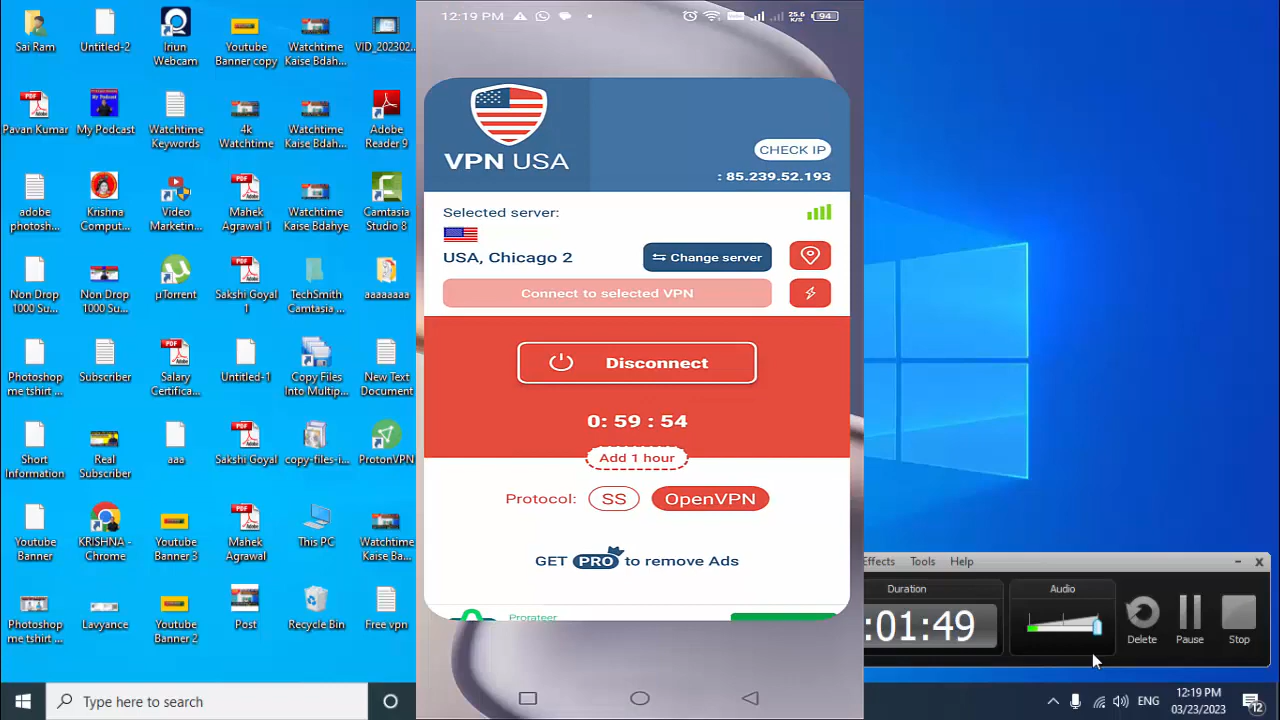 Sai Ram
Untitled-2
Iriun
Webcam
Youtube
Banner copy
Watchtime
Kaise Bdah...
VID_202302...
Pavan Kumar
My Podcast
Watchtime
Keywords
4k
Watchtime
Watchtime
Kaise Bdah...
Adobe
Reader 9
adobe
photosh...
Krishna
Comput...
Video
Marketin...
Mahek
Agrawal 1
Watchtime
Kaise Bdahye
Camtasia
Studio 8
Non Drop
1000 Su...
Non Drop
1000 Su...
µTorrent
Sakshi Goyal
1
TechSmith
Camtasia ...
aaaaaaaa
Photoshop
me tshirt ...
Subscriber
Salary
Certifica...
Untitled-1
Copy Files
Into Multip...
New Text
Document
Short
Information
Real
Subscriber
aaa
Sakshi Goyal
copy-files-i...
ProtonVPN
Youtube
Banner
KRISHNA -
Chrome
Youtube
Banner 3
Mahek
Agrawal
This PC
Watchtime
Kaise Ba...
Photoshop
me tshirt ...
Lavyance
Youtube
Banner 2
Post
Recycle Bin
Free vpn
12:19 PM
25.6
K/S
94
VPN USA
CHECK IP
: 85.239.52.193
Selected server:
USA, Chicago 2
Change server
Connect to selected VPN
Disconnect
0: 59 : 54
Add 1 hour
Protocol: SS OpenVPN
GET PRO to remove Ads
Prorateer
Effects Tools Help
Duration
Audio
:01:49
Delete
Pause
Stop
Type here to search
ENG
12:19 PM
03/23/2023
12